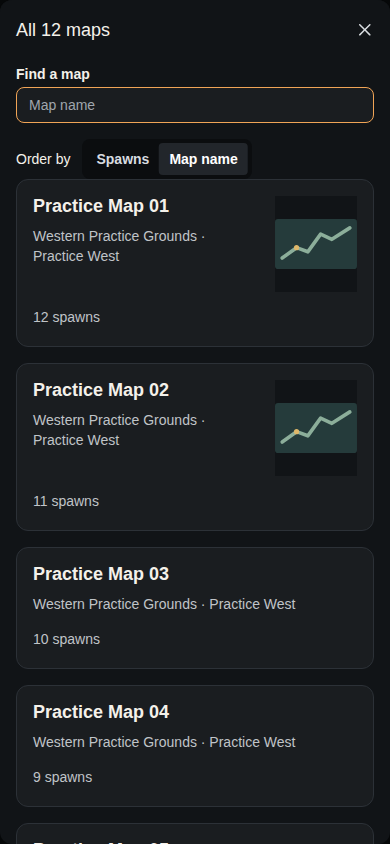 All 12 maps
Find a map
Map name
Order by
Spawns
Map name
Practice Map 01
Western Practice Grounds ·
Practice West
12 spawns
Practice Map 02
Western Practice Grounds ·
Practice West
11 spawns
Practice Map 03
Western Practice Grounds · Practice West
10 spawns
Practice Map 04
Western Practice Grounds · Practice West
9 spawns